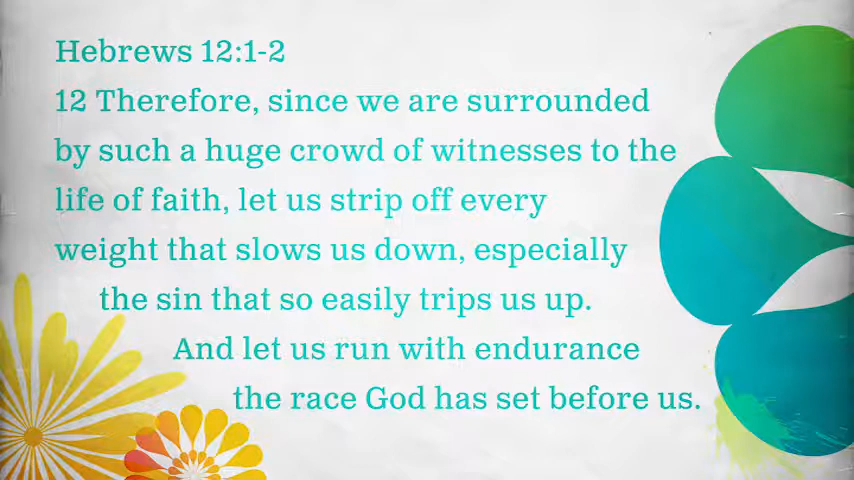 Hebrews 12:1-2
12 Therefore, since we are surrounded
by such a huge crowd of witnesses to the
life of faith, let us strip off every
weight that slows us down, especially
the sin that so easily trips us up.
And let us run with endurance
the race God has set before us.